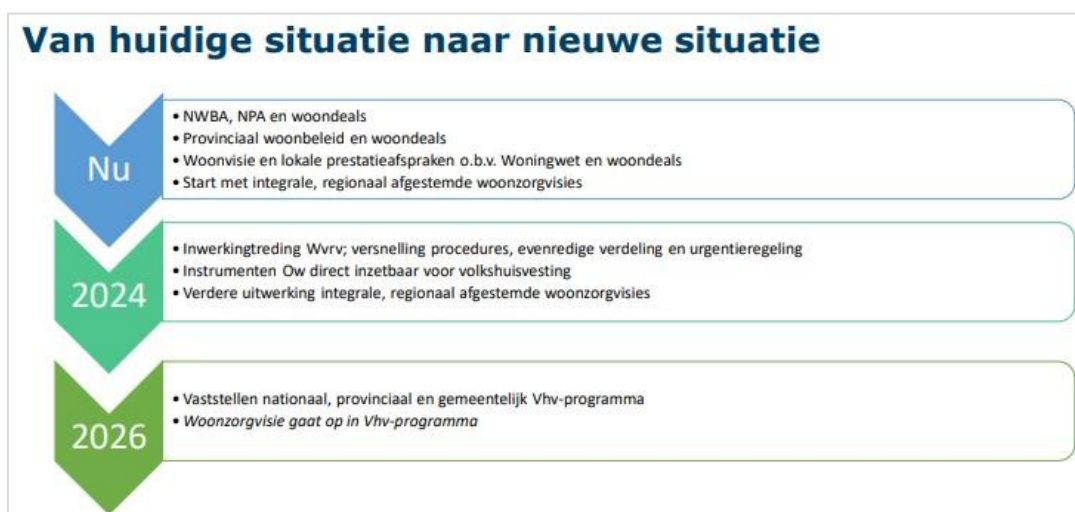 Van huidige situatie naar nieuwe situatie
Nu
• NWBA, NPA en woondeals
• Provinciaal woonbeleid en woondeals
• Woonvisie en lokale prestatieafspraken o.b.v. Woningwet en woondeals
• Start met integrale, regionaal afgestemde woonzorgvisies
2024
• Inwerkingtreding Wvrv; versnelling procedures, evenredige verdeling en urgentieregeling
• Instrumenten Ow direct inzetbaar voor volkshuisvesting
• Verdere uitwerking integrale, regionaal afgestemde woonzorgvisies
2026
• Vaststellen nationaal, provinciaal en gemeentelijk Vhv-programma
• Woonzorgvisie gaat op in Vhv-programma